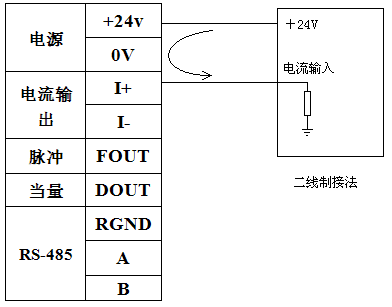 电源
+24v
0V
电流输
出
I+
I-
脉冲
FOUT
当量
DOUT
RS-485
RGND
A
B
＋24V
电流输入
二线制接法